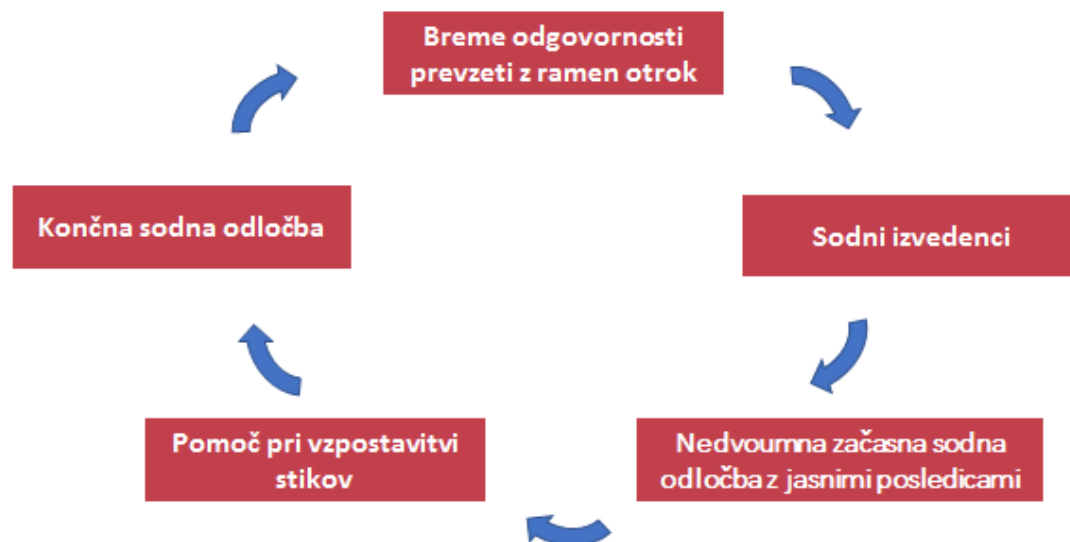 Breme odgovornosti
prevzeti z ramen otrok
Končna sodna odločba
Sodni izvedenci
Pomoč pri vzpostavitvi
stikov
Nedvoumna začasna sodna
odločba z jasnimi posledicami